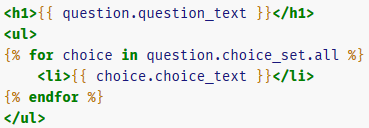 <h1>{{ question.question_text }}</h1>
<ul>
{% for choice in question.choice_set.all %}
    <li>{{ choice.choice_text }}</li>
{% endfor %}
</ul>